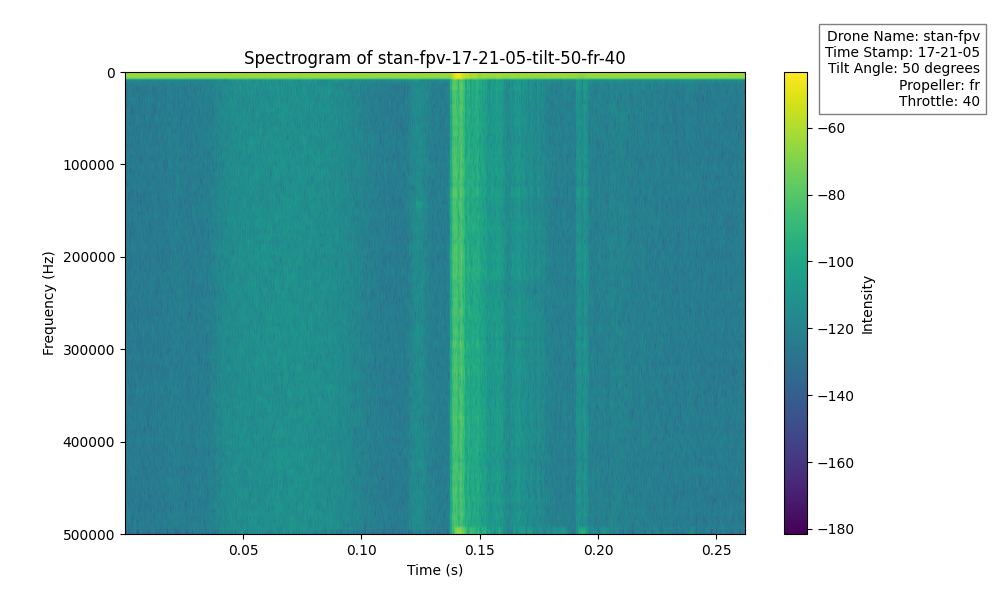 Spectrogram of stan-fpv-17-21-05-tilt-50-fr-40
Drone Name: stan-fpv
Time Stamp: 17-21-05
Tilt Angle: 50 degrees
Propeller: fr
Throttle: 40
Frequency (Hz)
0
100000
200000
300000
400000
500000
0.05
0.10
0.15
0.20
0.25
Time (s)
−60
−80
−100
−120
−140
−160
−180
Intensity